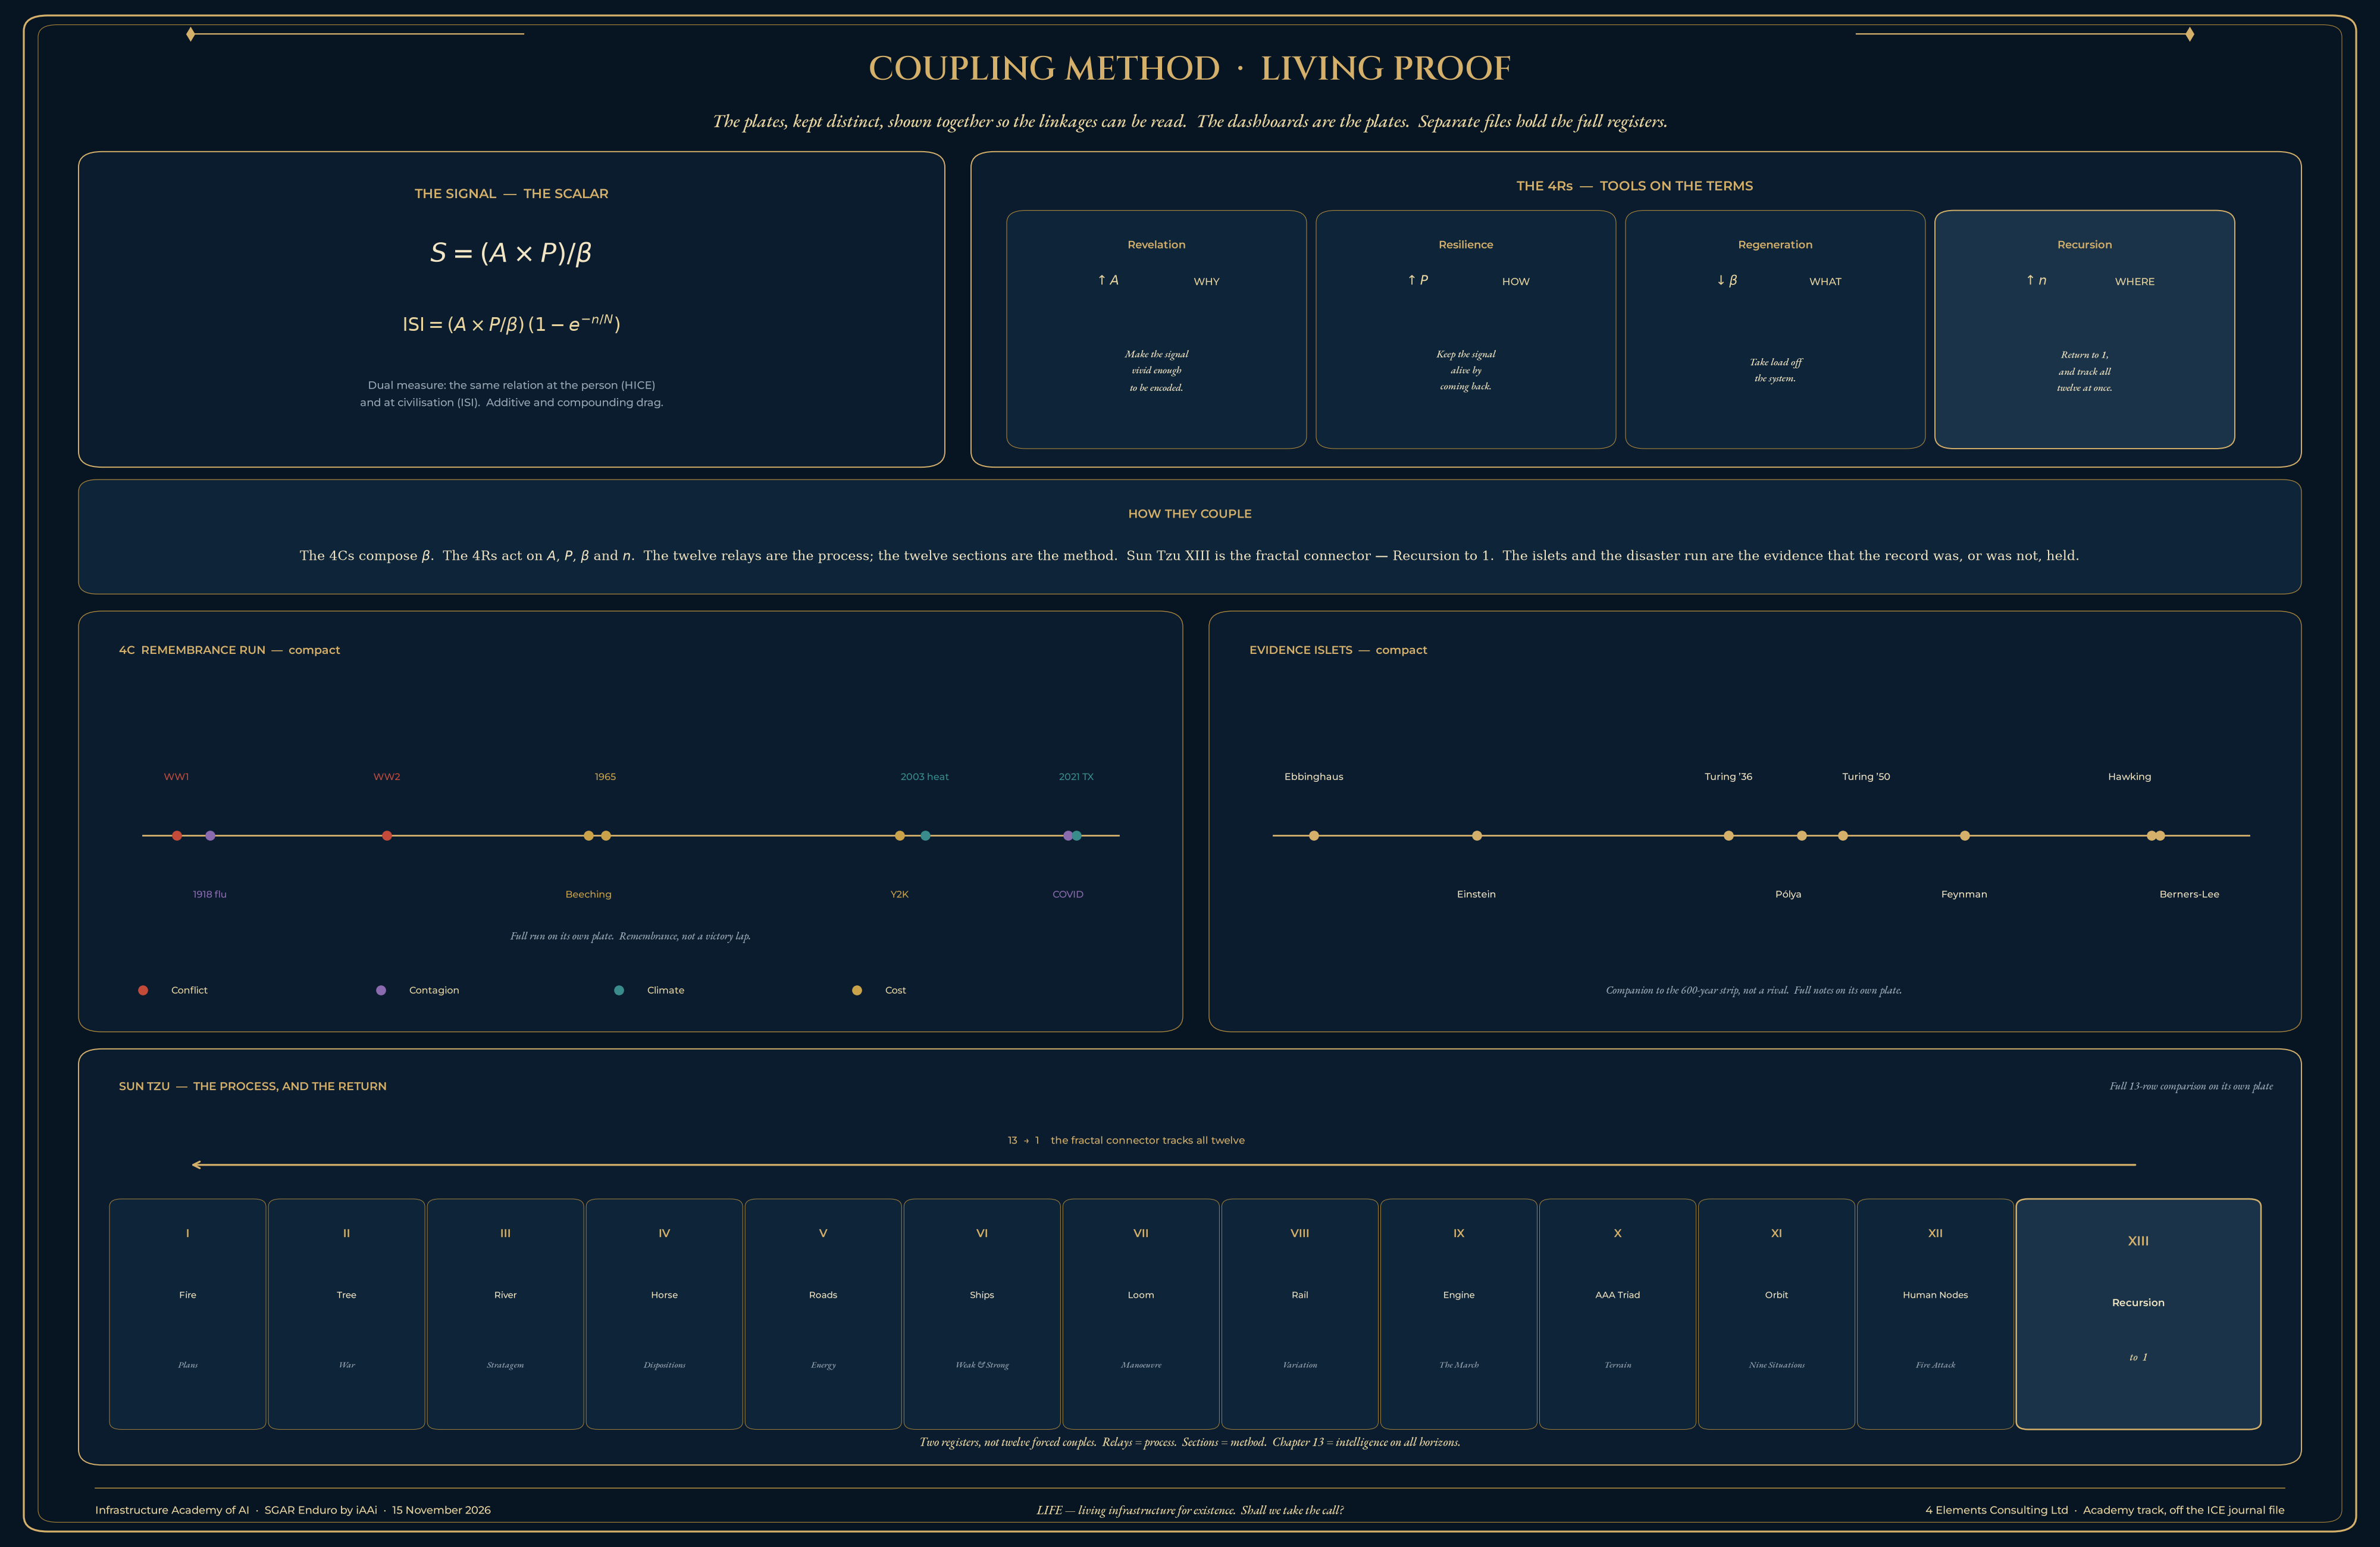 COUPLING METHOD · LIVING PROOF
The plates, kept distinct, shown together so the linkages can be read. The dashboards are the plates. Separate files hold the full registers.
THE SIGNAL — THE SCALAR
S = (A × P)/β
ISI = (A × P/β) (1 − e^{−n/N})
Dual measure: the same relation at the person (HICE)
and at civilisation (ISI). Additive and compounding drag.
THE 4Rs — TOOLS ON THE TERMS
Revelation
↑ A WHY
Make the signal
vivid enough
to be encoded.
Resilience
↑ P HOW
Keep the signal
alive by
coming back.
Regeneration
↓ β WHAT
Take load off
the system.
Recursion
↑ n WHERE
Return to 1,
and track all
twelve at once.
HOW THEY COUPLE
The 4Cs compose β. The 4Rs act on A, P, β and n. The twelve relays are the process; the twelve sections are the method. Sun Tzu XIII is the fractal connector — Recursion to 1. The islets and the disaster run are the evidence that the record was, or was not, held.
4C REMEMBRANCE RUN — compact
WW1 WW2 1965 2003 heat 2021 TX
1918 flu Beeching Y2K COVID
Full run on its own plate. Remembrance, not a victory lap.
Conflict Contagion Climate Cost
EVIDENCE ISLETS — compact
Ebbinghaus Turing '36 Turing '50 Hawking
Einstein Pólya Feynman Berners-Lee
Companion to the 600-year strip, not a rival. Full notes on its own plate.
SUN TZU — THE PROCESS, AND THE RETURN
Full 13-row comparison on its own plate
13 → 1 the fractal connector tracks all twelve
I
Fire
Plans
II
Tree
War
III
River
Stratagem
IV
Horse
Dispositions
V
Roads
Energy
VI
Ships
Weak & Strong
VII
Loom
Manoeuvre
VIII
Rail
Variation
IX
Engine
The March
X
AAA Triad
Terrain
XI
Orbit
Nine Situations
XII
Human Nodes
Fire Attack
XIII
Recursion
to 1
Two registers, not twelve forced couples. Relays = process. Sections = method. Chapter 13 = intelligence on all horizons.
Infrastructure Academy of AI · SGAR Enduro by iAAi · 15 November 2026
LIFE — living infrastructure for existence. Shall we take the call?
4 Elements Consulting Ltd · Academy track, off the ICE journal file